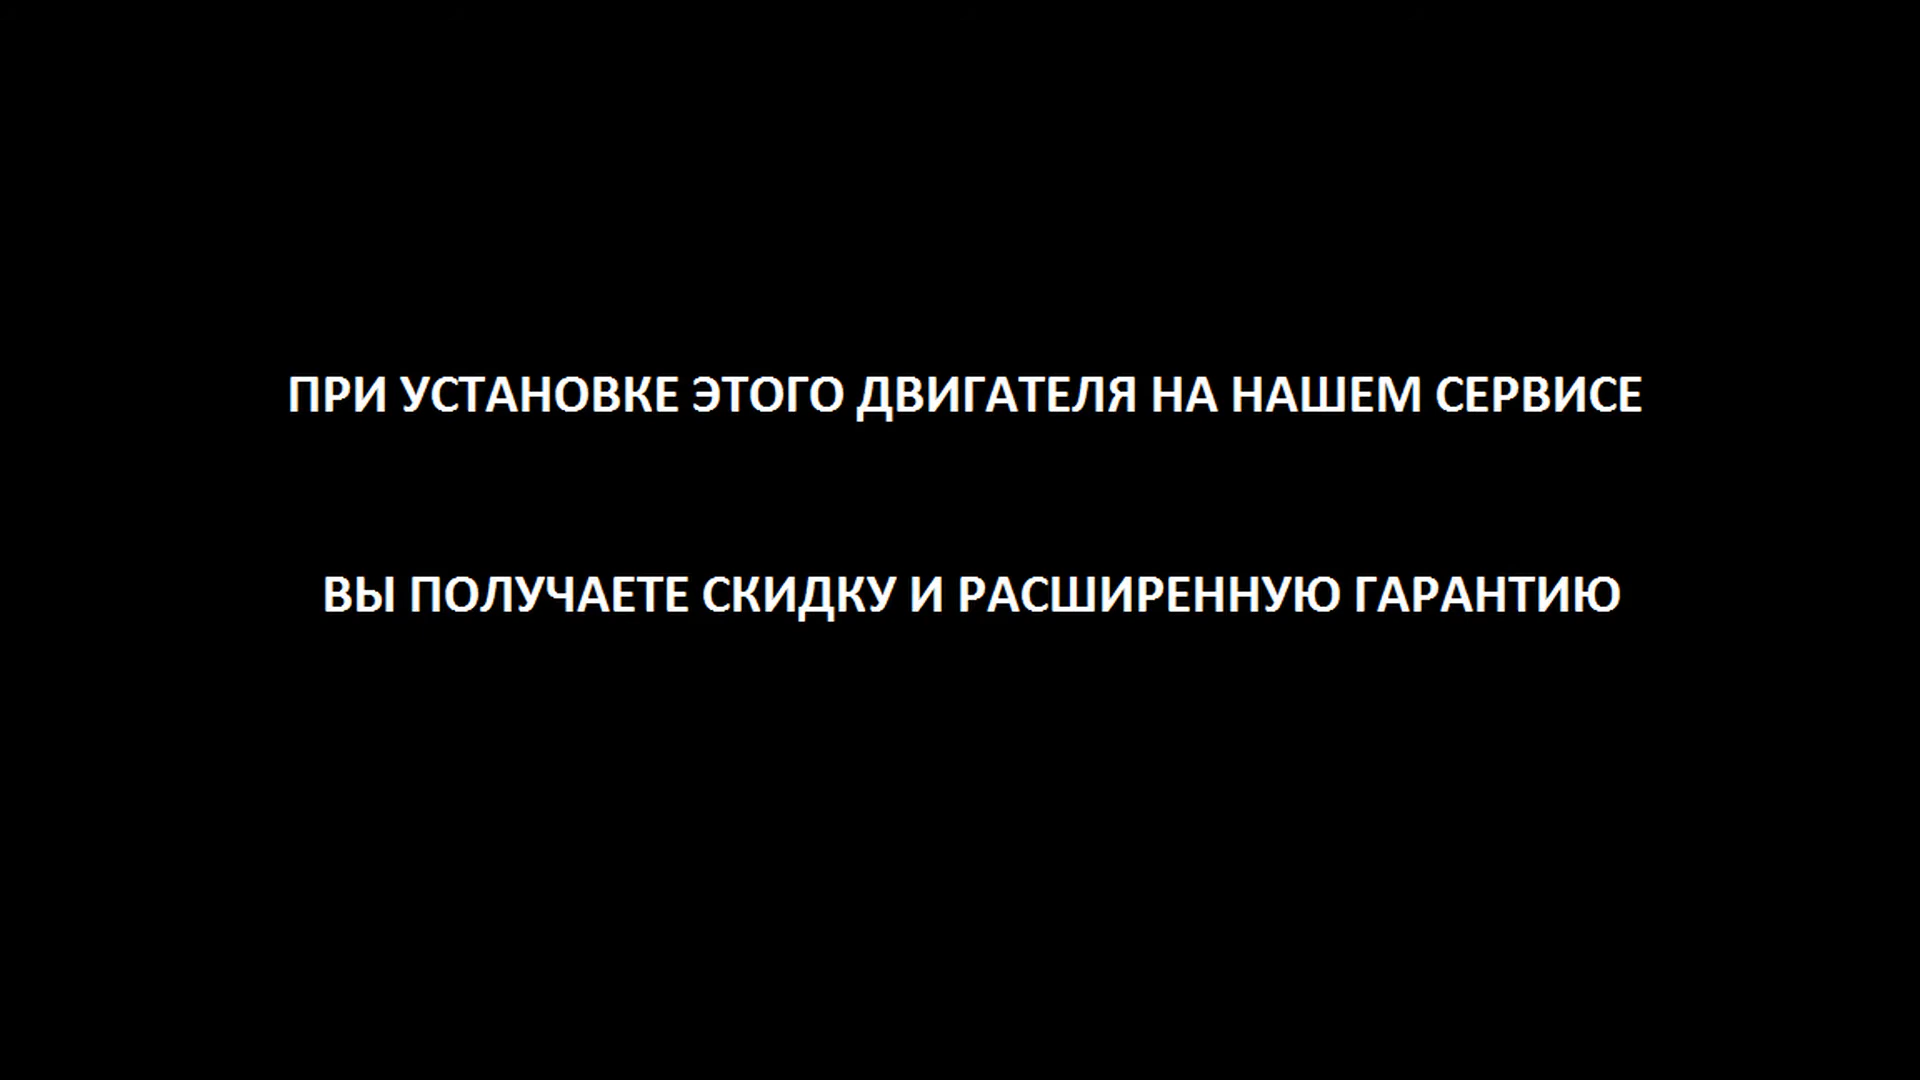 ПРИ УСТАНОВКЕ ЭТОГО ДВИГАТЕЛЯ НА НАШЕМ СЕРВИСЕ
ВЫ ПОЛУЧАЕТЕ СКИДКУ И РАСШИРЕННУЮ ГАРАНТИЮ